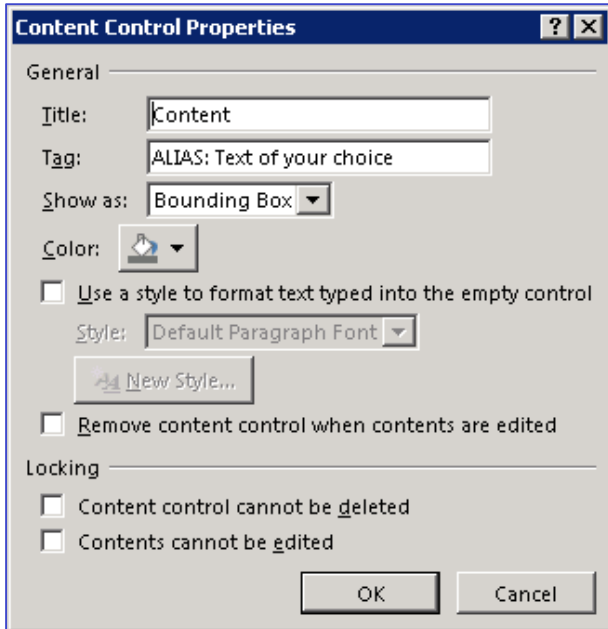 Content Control Properties
General
Title: Content
Tag: ALIAS: Text of your choice
Show as: Bounding Box
Color:
Use a style to format text typed into the empty control
Style: Default Paragraph Font
New Style...
Remove content control when contents are edited
Locking
Content control cannot be deleted
Contents cannot be edited
OK Cancel